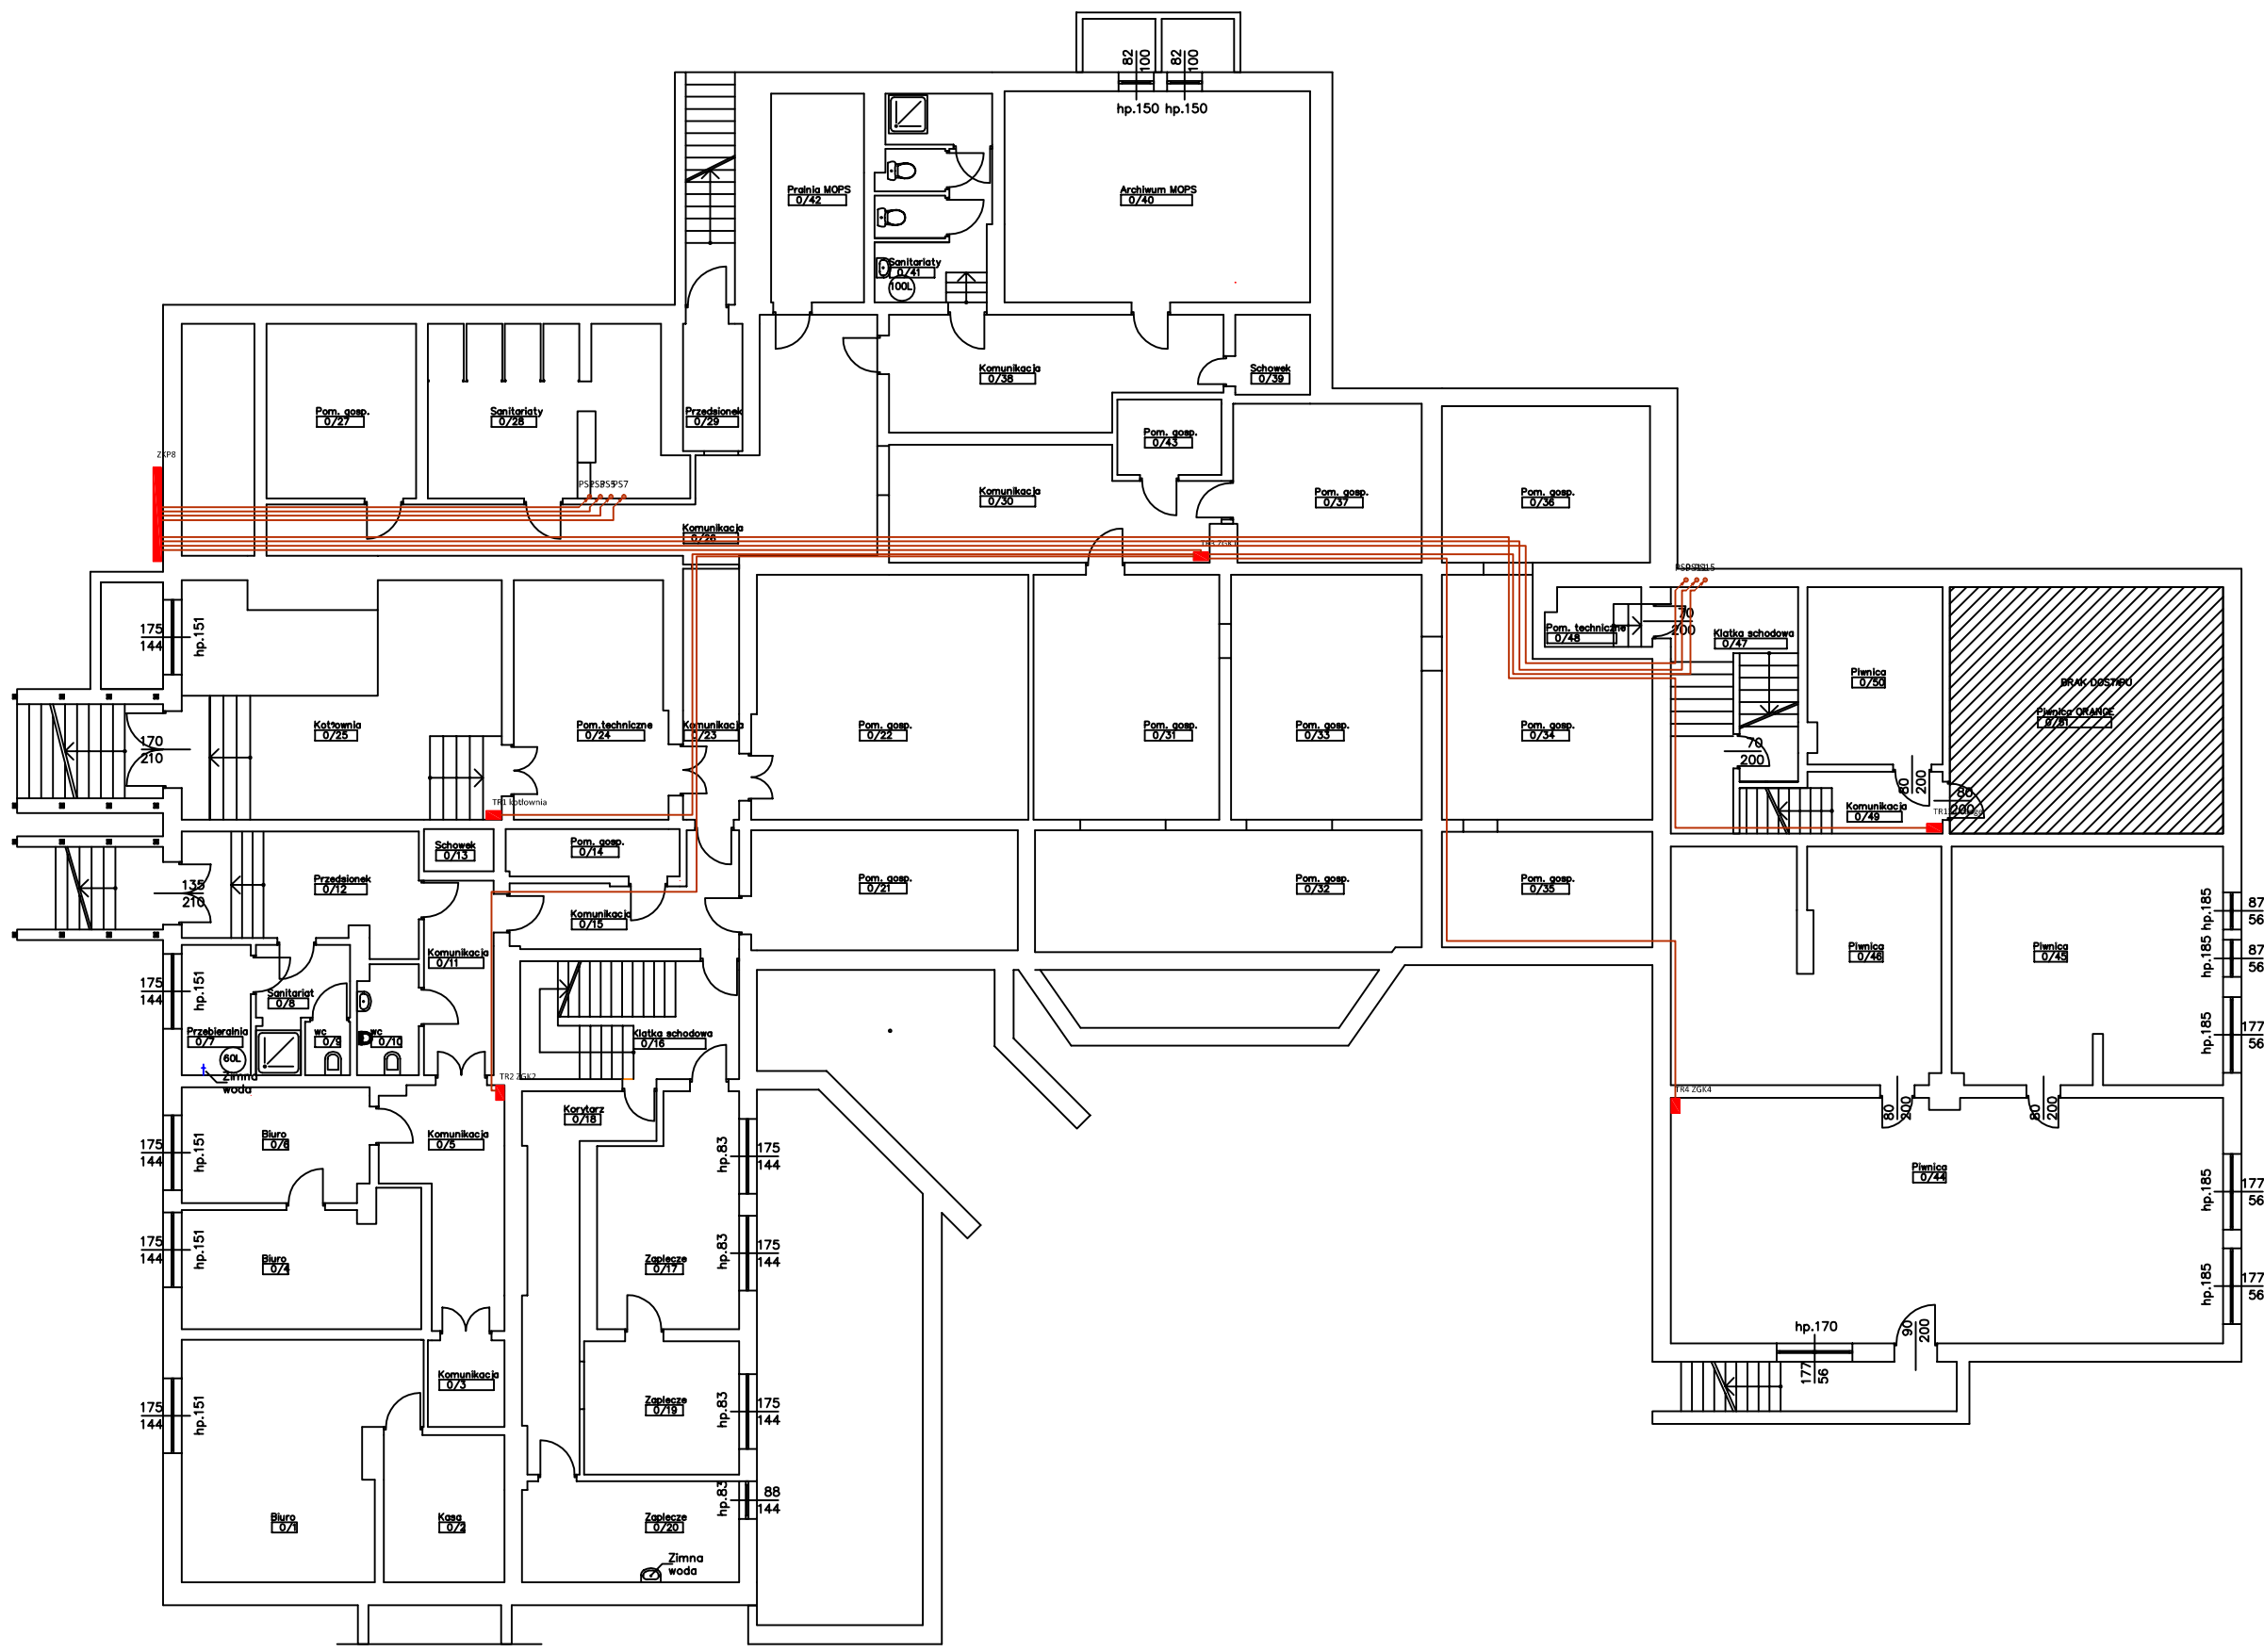 82
100
82
100
hp.150 hp.150
Pralnia MOPS
0/42
Archiwum MOPS
0/40
Sanitariaty
0/41
100L
Komunikacja
0/38
Schowek
0/39
Pom. gosp.
0/27
Sanitariaty
0/28
Przedsionek
0/29
Pom. gosp.
0/43
ZKP8
Komunikacja
0/30
Pom. gosp.
0/37
Pom. gosp.
0/36
Komunikacja
0/26
175
144
hp.151
Pom. techniczne
0/48
70
200
Klatka schodowa
0/47
Piwnica
0/50
BRAK DOSTĘPU
Piwnica ORANGE
0/51
Kotłownia
0/25
Pom.techniczne
0/24
Komunikacja
0/23
Pom. gosp.
0/22
Pom. gosp.
0/31
Pom. gosp.
0/33
Pom. gosp.
0/34
170
210
70
200
80
200
80
200
TR1 kotłownia
Komunikacja
0/49
Schowek
0/13
Pom. gosp.
0/14
135
210
Przedsionek
0/12
Pom. gosp.
0/21
Pom. gosp.
0/32
Pom. gosp.
0/35
Komunikacja
0/15
hp.185
87
56
Komunikacja
0/11
Piwnica
0/46
Piwnica
0/45
hp.185
87
56
175
144
hp.151
Sanitariat
0/8
Przebieralnia
0/7
wc
0/9
wc
0/10
Klatka schodowa
0/16
hp.185
177
56
60L
Zimna
woda
TR2 ZGK2
TR4 ZGK4
Korytarz
0/18
80
200
80
200
Biuro
0/6
Komunikacja
0/5
175
144
hp.151
hp.83
175
144
Piwnica
0/44
hp.185
177
56
175
144
hp.151
Biuro
0/4
Zaplecze
0/17
hp.83
175
144
hp.185
177
56
hp.170
177
56
90
200
Komunikacja
0/3
Zaplecze
0/19
175
144
hp.151
hp.83
175
144
hp.83
88
144
Biuro
0/1
Kasa
0/2
Zaplecze
0/20
Zimna
woda